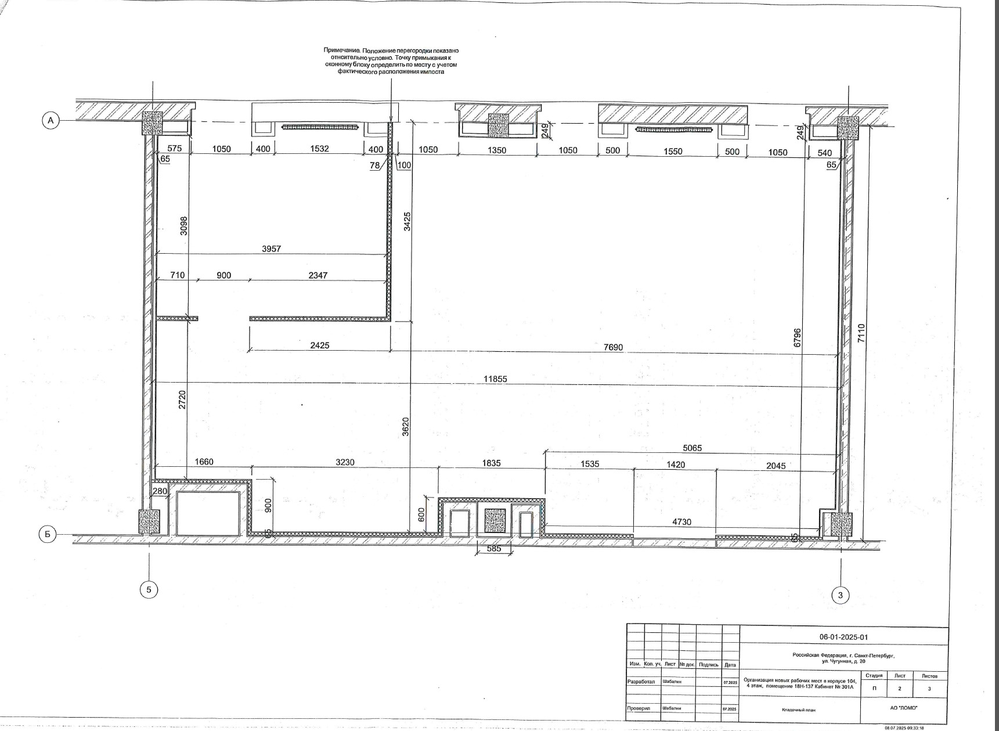 Примечание. Положение перегородки показано
отнсительно условно. Точку примыкания к
оконному блоку определить по месту с учетом
фактического расположения импоста
А
249
249
575
1050
400
1532
400
1050
1350
1050
500
1550
500
1050
540
65
78
100
65
3098
3425
3957
710
900
2347
2425
7690
6796
7110
11855
2720
3620
5065
1660
3230
1835
1535
1420
2045
280
900
600
4730
65
65
Б
585
5
3
06-01-2025-01
Российская Федерация, г. Санкт-Петербург,
ул. Чугунная, д. 20
Изм. Кол. уч. Лист № док. Подпись Дата
Разработал Шабалин 07.2025
Организация новых рабочих мест в корпусе 104,
4 этаж, помещение 18Н-137 Кабинет № 301А
Стадия Лист Листов
П 2 3
Проверил Шабалин 07.2025
Кладочный план
АО "ЛОМО"
08.07.2025 09:33:18